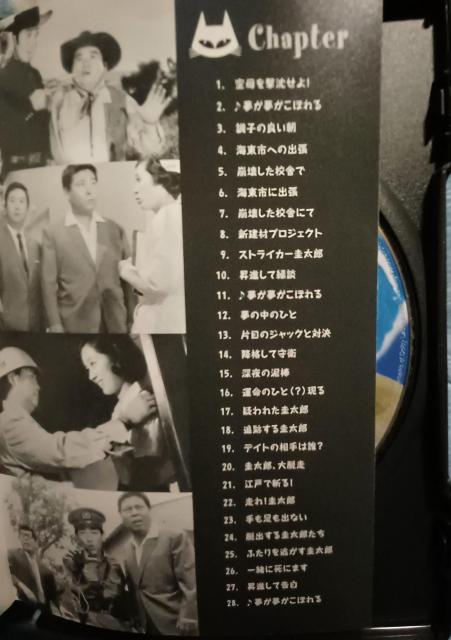 Chapter
1. 空母を撃沈せよ!
2. ♪夢が夢がこぼれる
3. 調子の良い朝
4. 海東市への出張
5. 崩壊した校舎で
6. 海東市に出張
7. 崩壊した校舎にて
8. 新建材プロジェクト
9. ストライカー圭太郎
10. 昇進して縁談
11. ♪夢が夢がこぼれる
12. 夢の中のひと
13. 片目のジャックと対決
14. 降格して守衛
15. 深夜の泥棒
16. 運命のひと(?)現る
17. 疑われた圭太郎
18. 追跡する圭太郎
19. デイトの相手は誰?
20. 圭太郎、大脱走
21. 江戸で斬る!
22. 走れ!圭太郎
23. 手も足も出ない
24. 脱出する圭太郎たち
25. ふたりを逃がす圭太郎
26. 一緒に死にます
27. 昇進して告白
28. ♪夢が夢がこぼれる